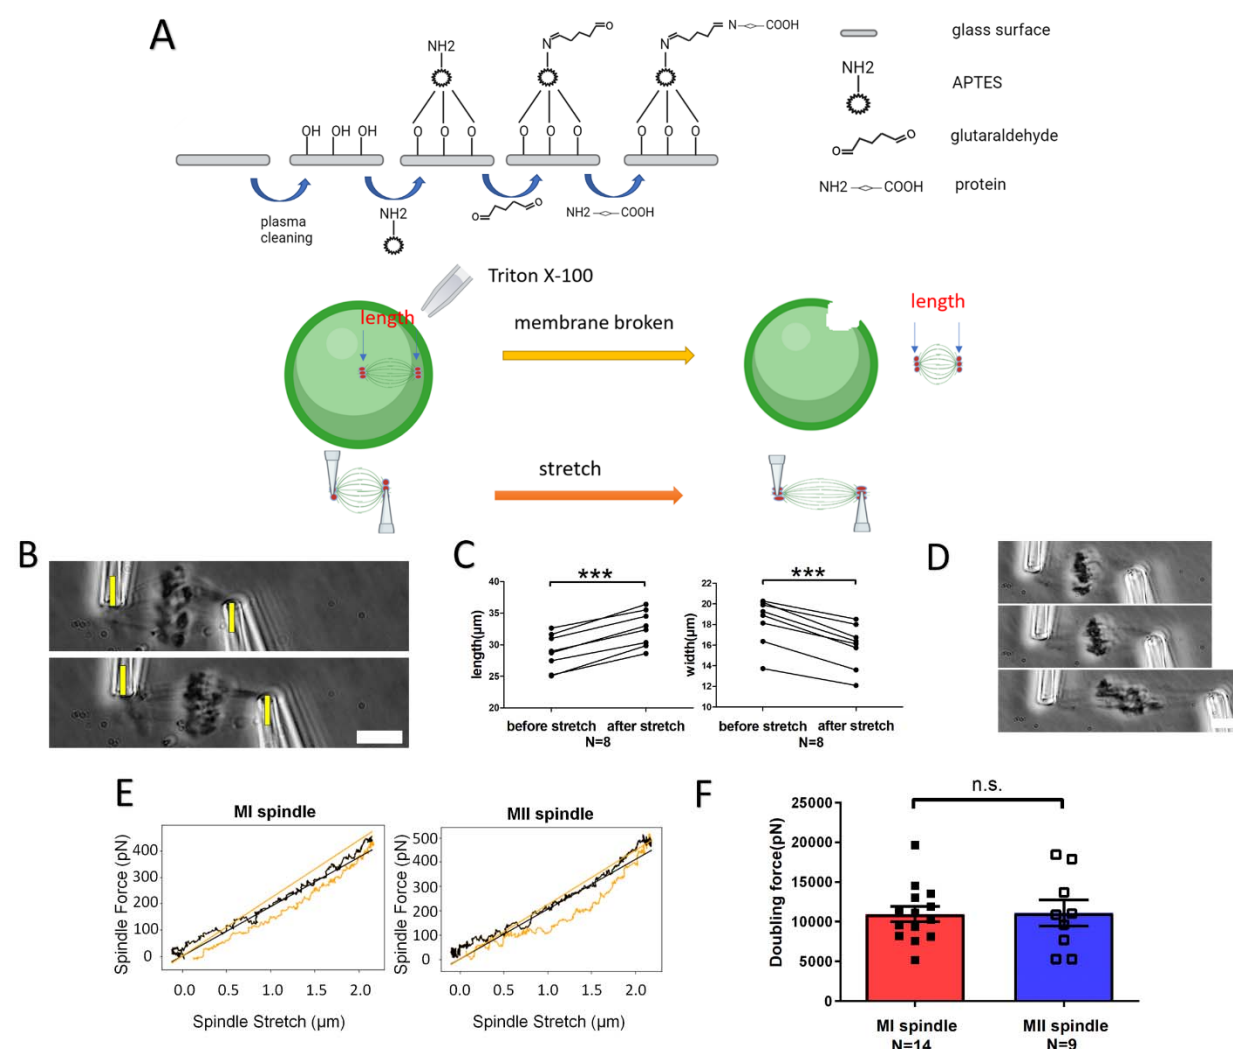 A
NH2
O
N
N
COOH
glass surface
NH2
APTES
OH OH OH
O O O
O O O
O O O
glutaraldehyde
O
O
NH2 COOH
protein
plasma
cleaning
NH2
O
O
NH2 COOH
N
Triton X-100
length
membrane broken
length
stretch
B
C
D
***
***
length(µm)
40
35
30
25
20
before stretch after stretch
N=8
width(µm)
22
20
18
16
14
12
10
before stretch after stretch
N=8
E
MI spindle
Spindle Force (pN)
400
300
200
100
0
0.0 0.5 1.0 1.5 2.0
Spindle Stretch (µm)
MII spindle
Spindle Force (pN)
500
400
300
200
100
0
0.0 0.5 1.0 1.5 2.0
Spindle Stretch (µm)
F
n.s.
Doubling force(pN)
25000
20000
15000
10000
5000
0
MI spindle
N=14
MII spindle
N=9